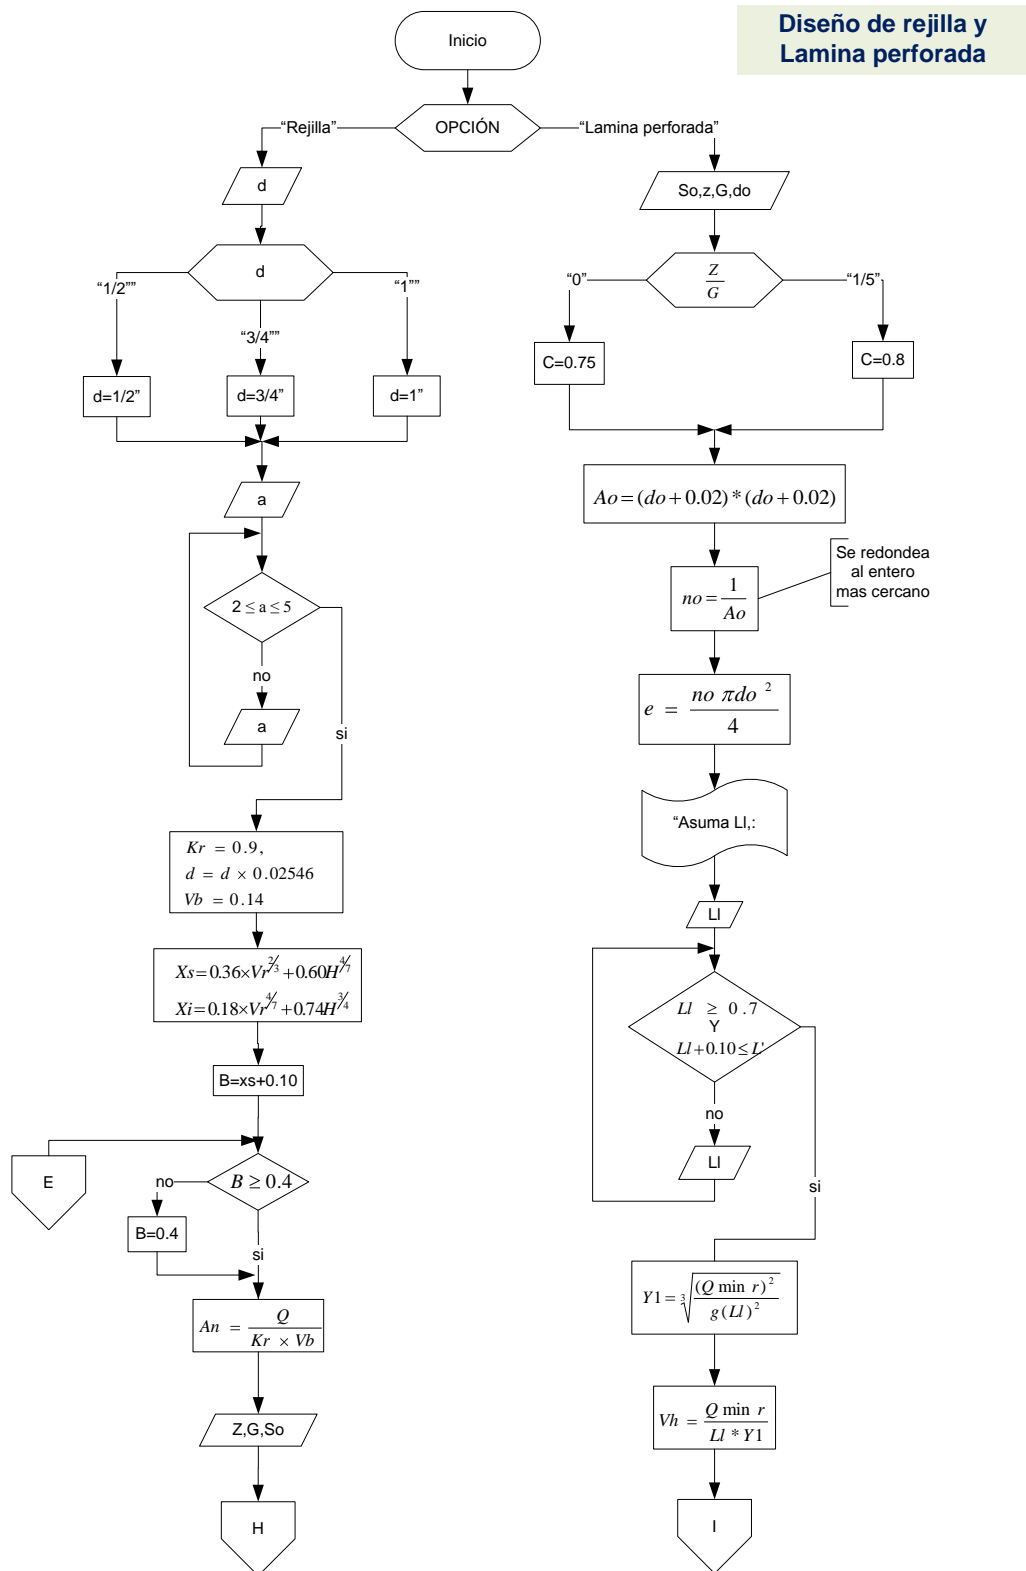 Diseño de rejilla y
Lamina perforada
Inicio
OPCIÓN
“Rejilla”
“Lamina perforada”
d
d
“1/2””
“3/4””
“1””
d=1/2”
d=3/4”
d=1”
a
2 ≤ a ≤ 5
no
a
si
Kr = 0.9,
d = d × 0.02546
Vb = 0.14
Xs=0.36×Vr^{2/3}+0.60H^{4/7}
Xi=0.18×Vr^{4/7}+0.74H^{3/4}
B=xs+0.10
E
B ≥ 0.4
no
B=0.4
si
An = Q / (Kr × Vb)
Z,G,So
H
So,z,G,do
Z/G
“0”
“1/5”
C=0.75
C=0.8
Ao=(do+0.02)*(do+0.02)
no = 1/Ao
Se redondea
al entero
mas cercano
e = no πdo² / 4
“Asuma Ll,:
Ll
Ll ≥ 0.7
Y
Ll+0.10≤L'
no
Ll
si
Y1 = ∛((Q min r)² / g(Ll)²)
Vh = Q min r / (Ll * Y1)
I